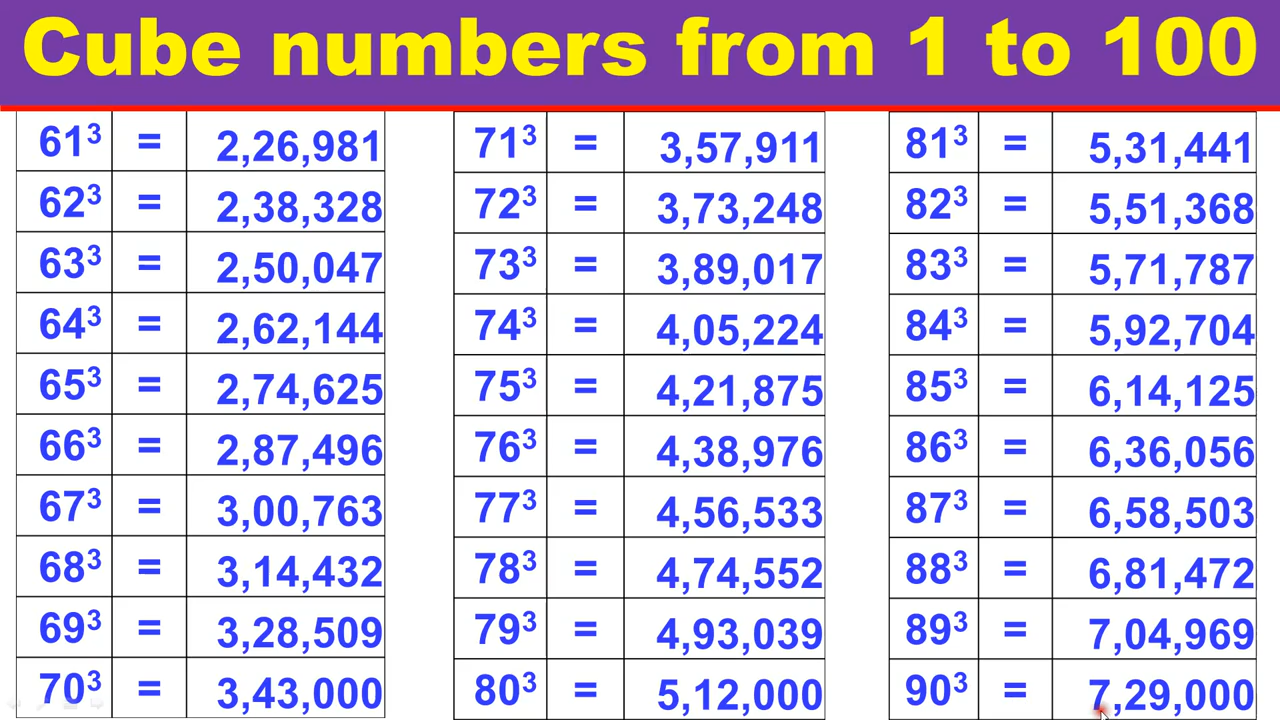 Cube numbers from 1 to 100
61³ = 2,26,981
62³ = 2,38,328
63³ = 2,50,047
64³ = 2,62,144
65³ = 2,74,625
66³ = 2,87,496
67³ = 3,00,763
68³ = 3,14,432
69³ = 3,28,509
70³ = 3,43,000
71³ = 3,57,911
72³ = 3,73,248
73³ = 3,89,017
74³ = 4,05,224
75³ = 4,21,875
76³ = 4,38,976
77³ = 4,56,533
78³ = 4,74,552
79³ = 4,93,039
80³ = 5,12,000
81³ = 5,31,441
82³ = 5,51,368
83³ = 5,71,787
84³ = 5,92,704
85³ = 6,14,125
86³ = 6,36,056
87³ = 6,58,503
88³ = 6,81,472
89³ = 7,04,969
90³ = 7,29,000